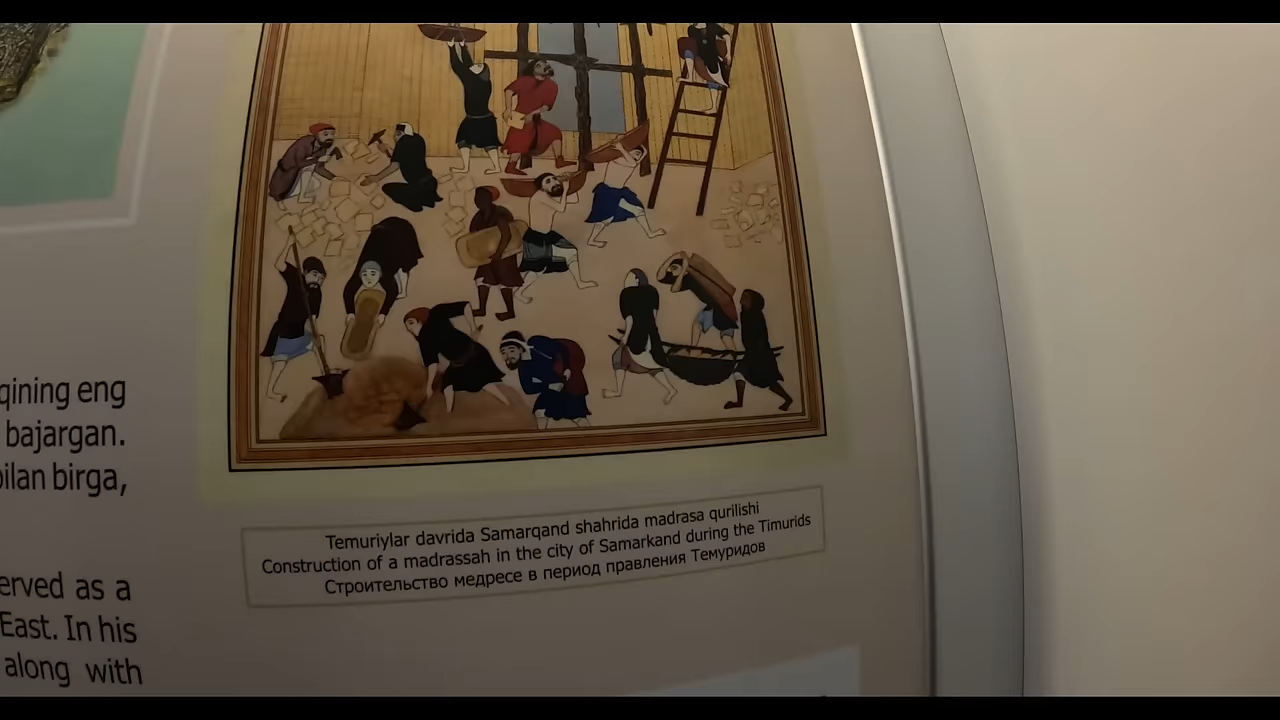 qining eng
bajargan.
bilan birga,
erved as a
East. In his
along with
Temuriylar davrida Samarqand shahrida madrasa qurilishi
Construction of a madrassah in the city of Samarkand during the Timurids
Строительство медресе в период правления Темуридов